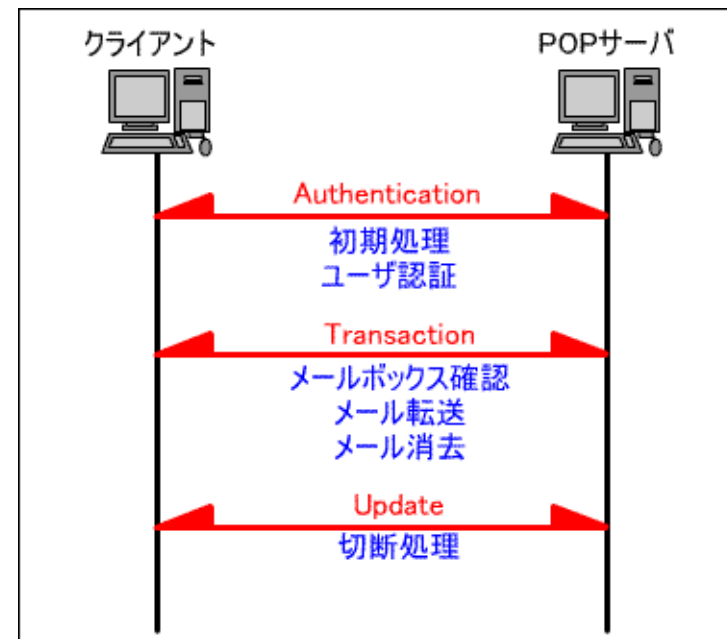 クライアント
POPサーバ
Authentication
初期処理
ユーザ認証
Transaction
メールボックス確認
メール転送
メール消去
Update
切断処理